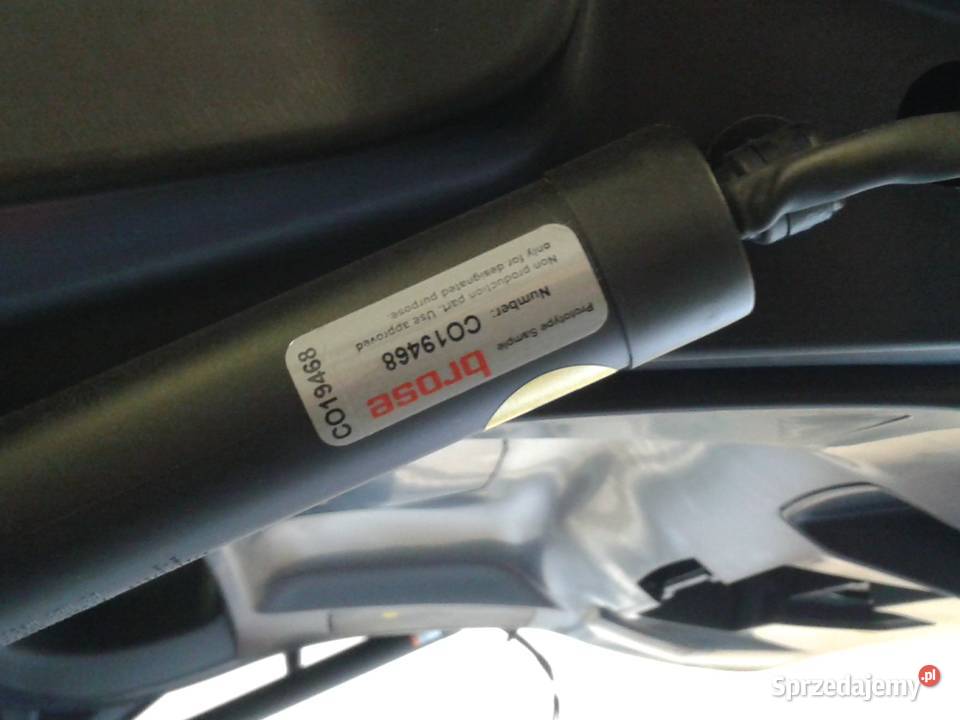 brose Prototype Sample
Number:
CO19468
Non production part. Use approved
only for designated purpose.
CO19468
Sprzedajemy.pl